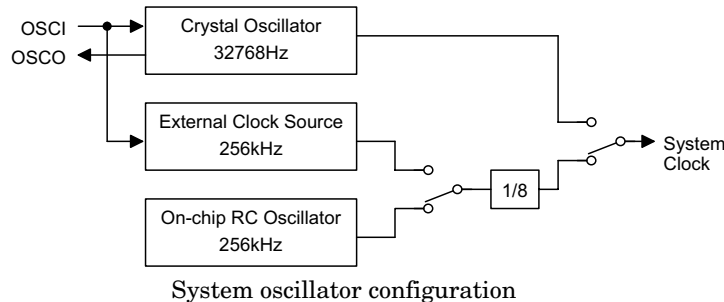 OSCI
OSCO
Crystal Oscillator
32768Hz
External Clock Source
256kHz
On-chip RC Oscillator
256kHz
1/8
System
Clock
System oscillator configuration